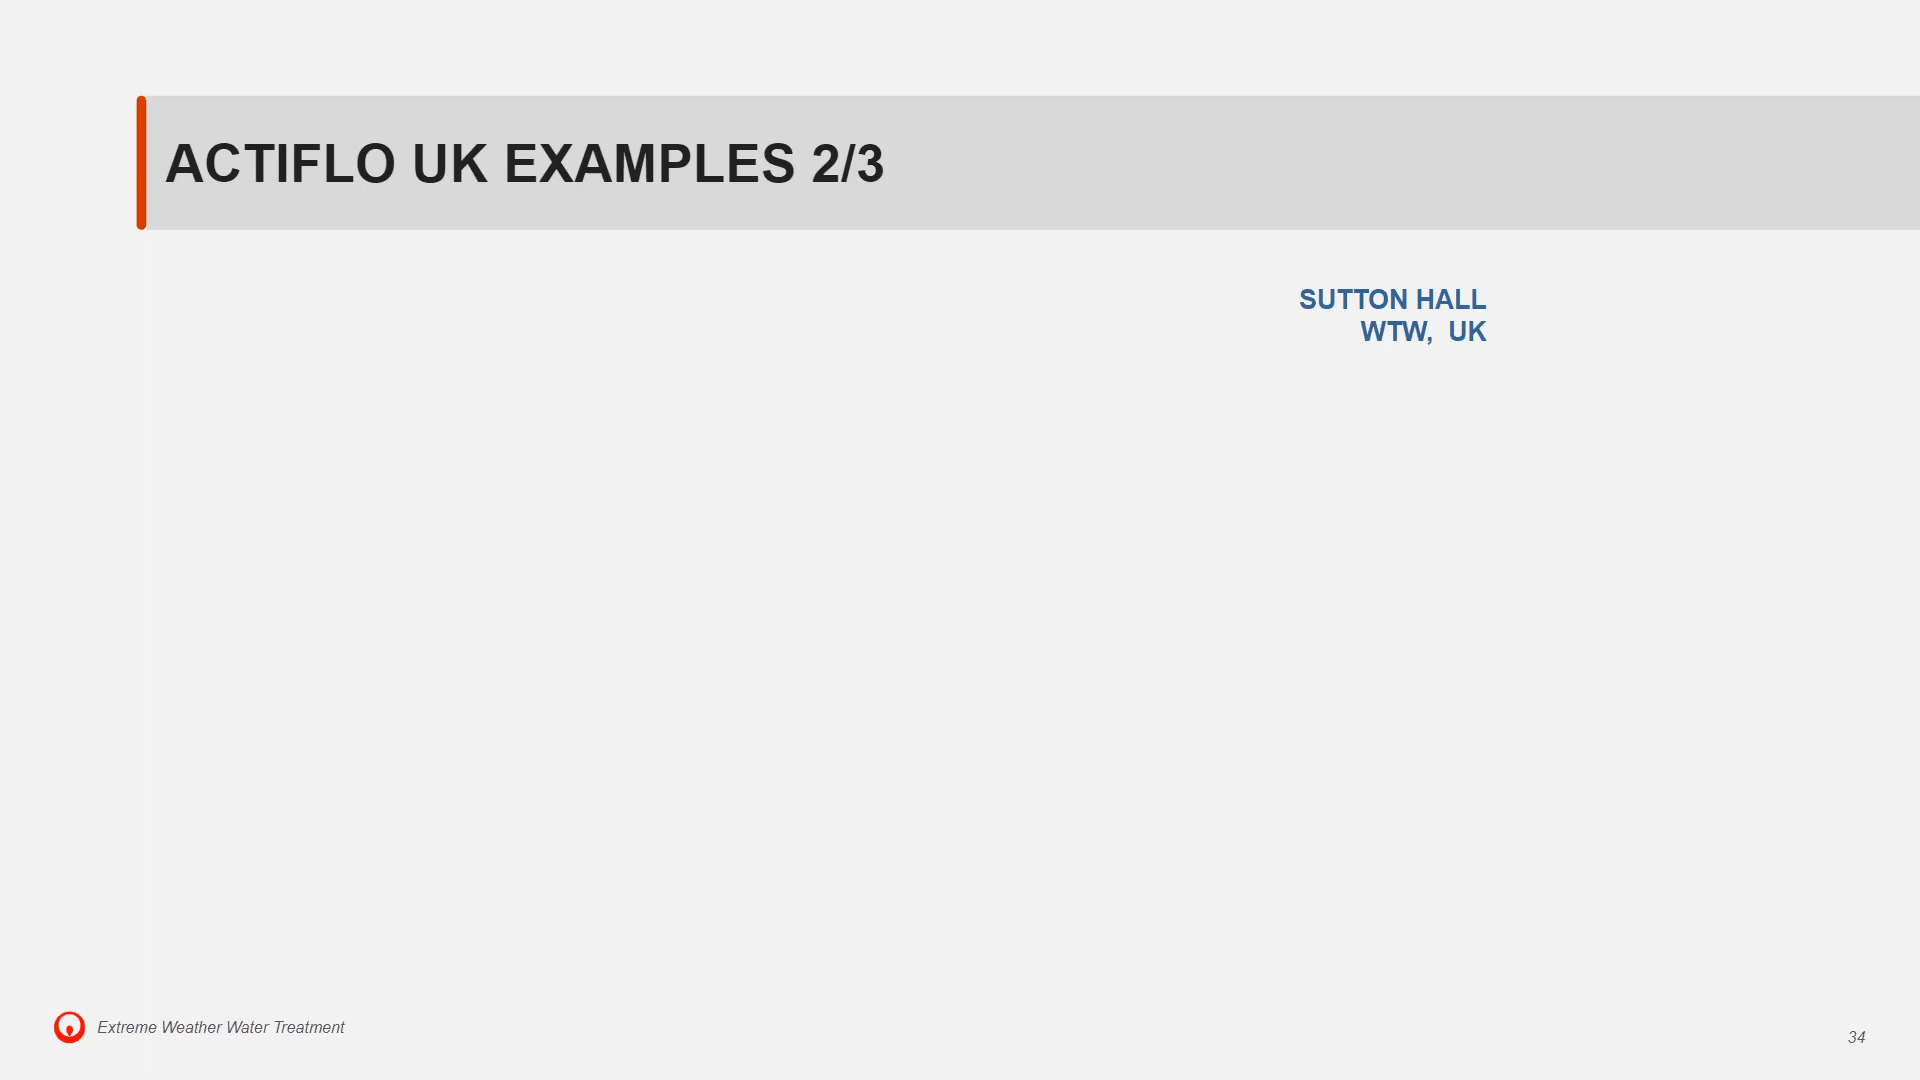 ACTIFLO UK EXAMPLES 2/3
SUTTON HALL
WTW,  UK
Extreme Weather Water Treatment
34